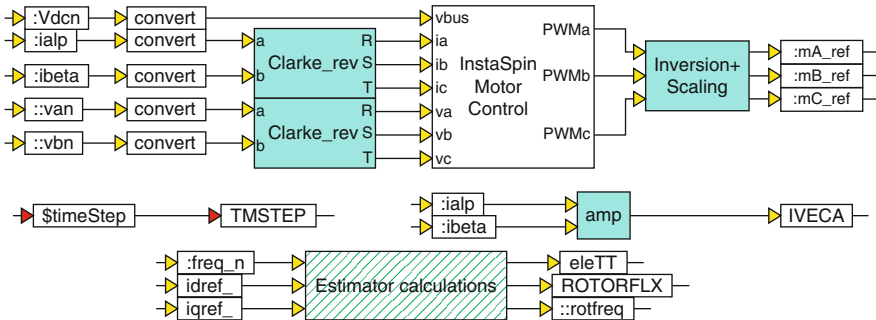 :Vdcn convert vbus
:ialp convert a R ia PWMa
Clarke_rev S ib InstaSpin Motor Control
:ibeta convert b T ic PWMb
Inversion+ Scaling
:mA_ref
:mB_ref
:mC_ref
::van convert a R va
Clarke_rev S vb PWMc
::vbn convert b T vc
$timeStep TMSTEP
:ialp
:ibeta
amp IVECA
:freq_n eleTT
idref_ Estimator calculations ROTORFLX
iqref_ ::rotfreq